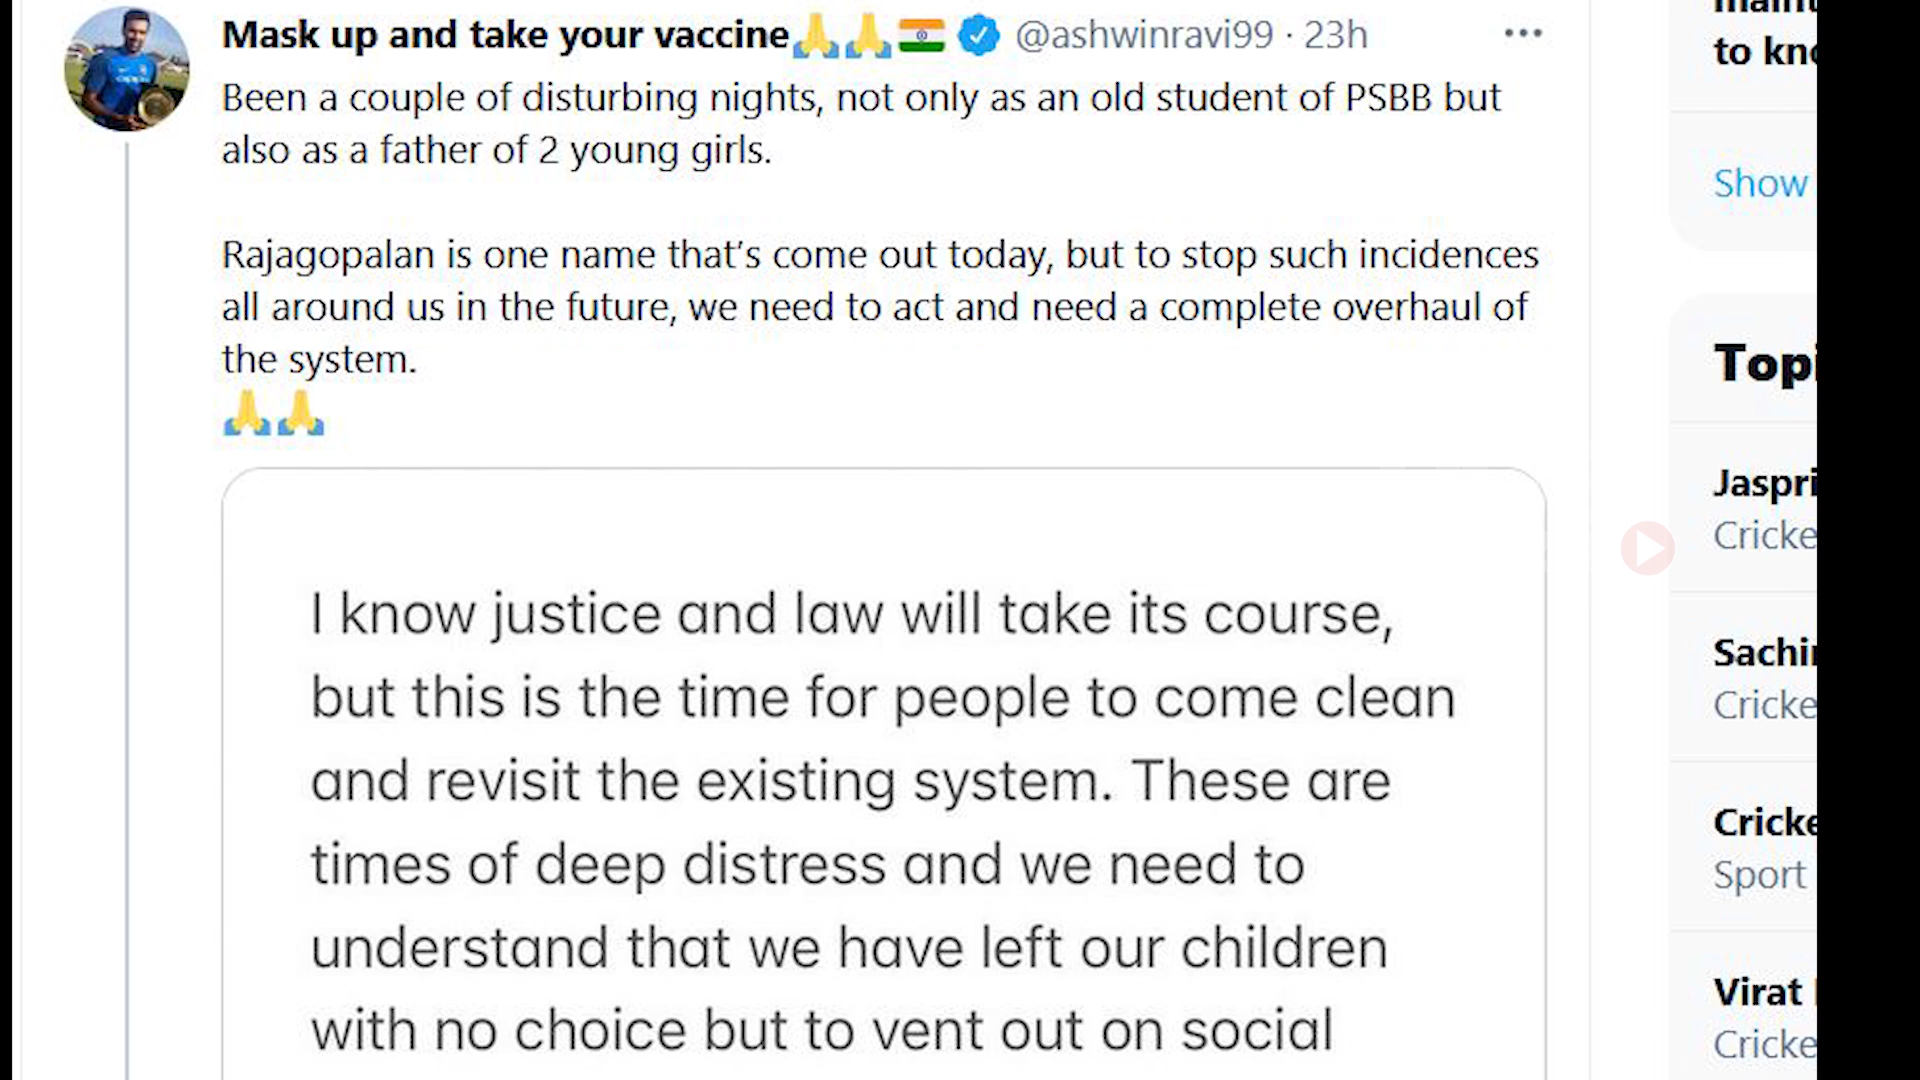 Mask up and take your vaccine🙏🙏🇮🇳 @ashwinravi99 · 23h
Been a couple of disturbing nights, not only as an old student of PSBB but
also as a father of 2 young girls.
Rajagopalan is one name that's come out today, but to stop such incidences
all around us in the future, we need to act and need a complete overhaul of
the system.
🙏🙏
I know justice and law will take its course,
but this is the time for people to come clean
and revisit the existing system. These are
times of deep distress and we need to
understand that we have left our children
with no choice but to vent out on social
to kno
Show
Topi
Jaspri
Cricke
Sachin
Cricke
Cricke
Sport
Virat
Cricke